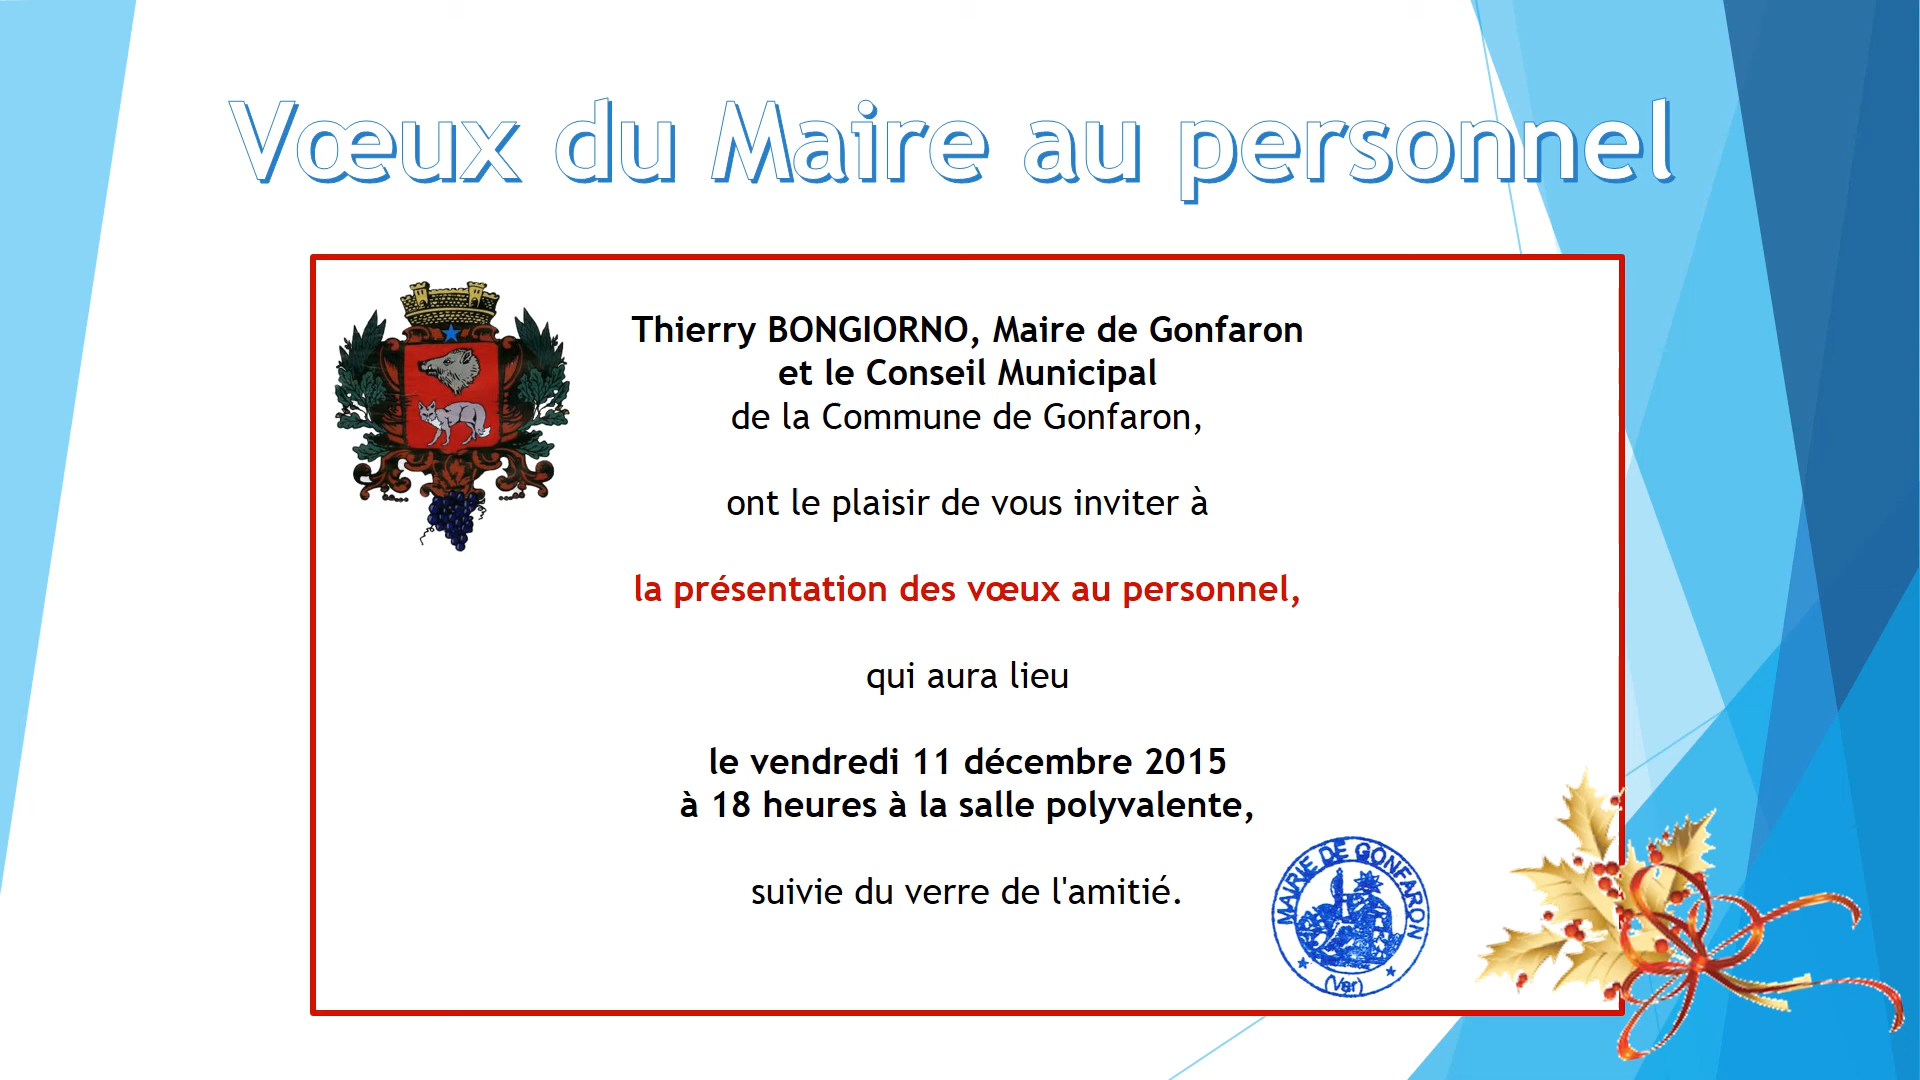 Vœux du Maire au personnel
Thierry BONGIORNO, Maire de Gonfaron
et le Conseil Municipal
de la Commune de Gonfaron,
ont le plaisir de vous inviter à
la présentation des vœux au personnel,
qui aura lieu
le vendredi 11 décembre 2015
à 18 heures à la salle polyvalente,
suivie du verre de l'amitié.
MAIRIE DE GONFARON
(Var)